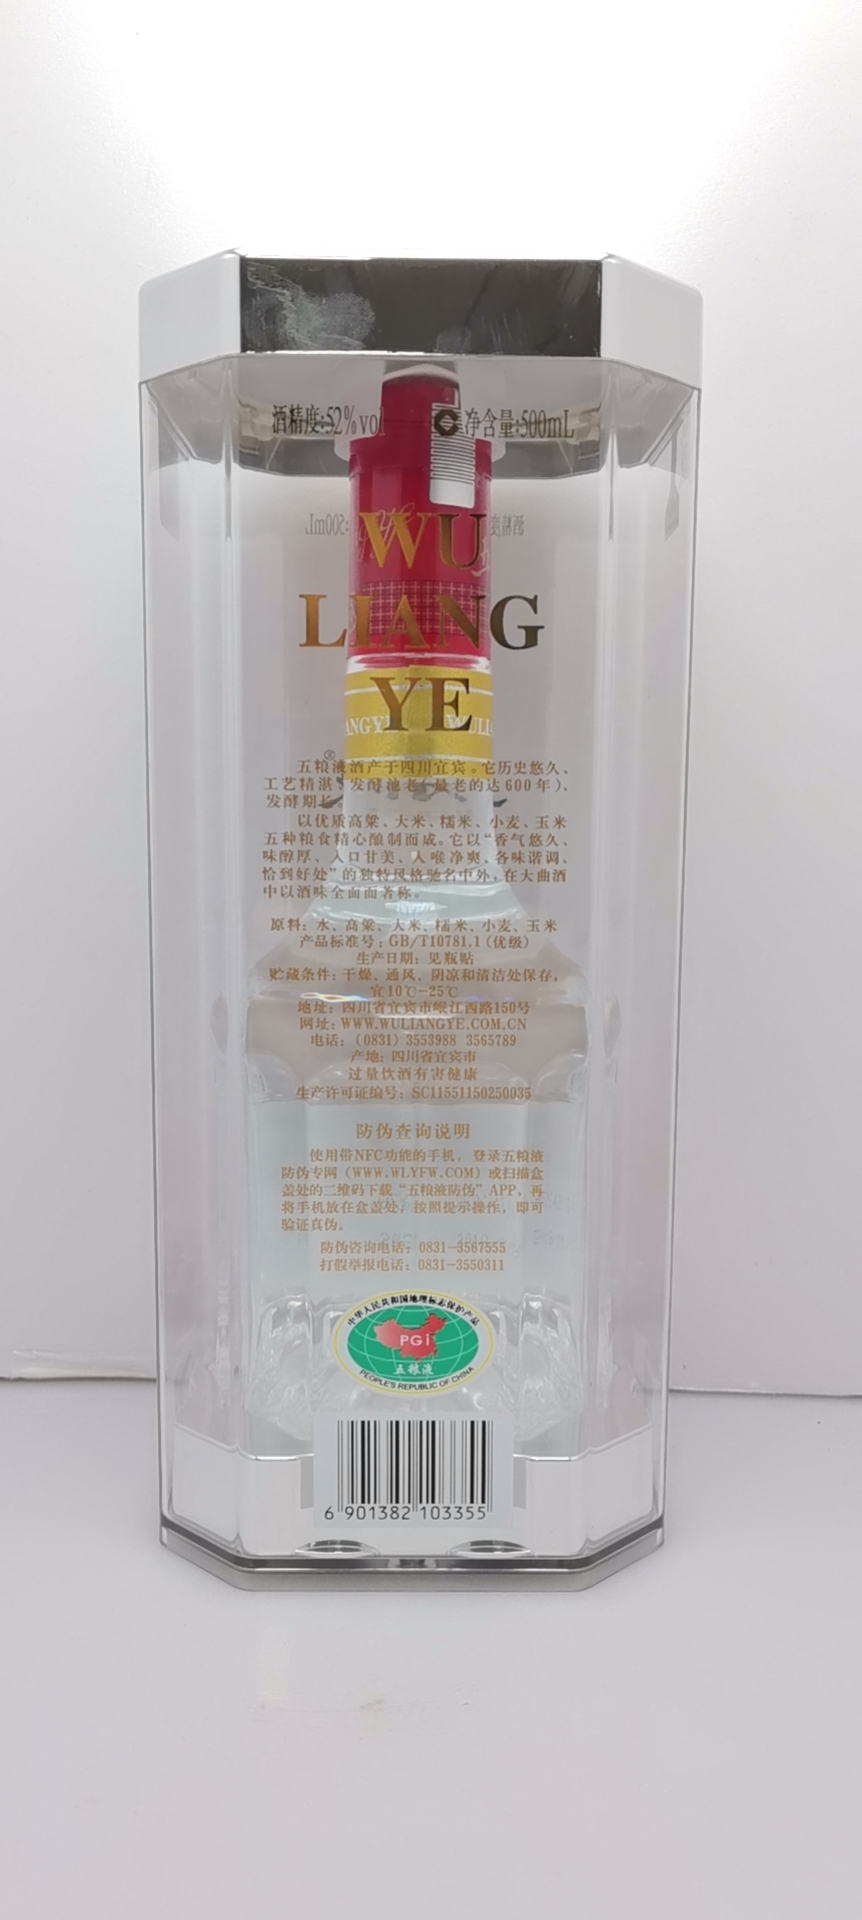 酒精度:52%vol 净含量:500mL
WU
LIANG
YE
五粮液酒产于四川宜宾。它历史悠久、
工艺精湛、发酵池老(最老的达600年)、
发酵期长。
以优质高粱、大米、糯米、小麦、玉米
五种粮食精心酿制而成。它以“香气悠久、
味醇厚、入口甘美、入喉净爽、各味谐调、
恰到好处”的独特风格驰名中外,在大曲酒
中以酒味全面而著称。
原料:水、高粱、大米、糯米、小麦、玉米
产品标准号:GB/T10781.1(优级)
生产日期:见瓶贴
贮藏条件:干燥、通风、阴凉和清洁处保存,
宜10℃-25℃
地址:四川省宜宾市岷江西路150号
网址:WWW.WULIANGYE.COM.CN
电话:(0831)3553988 3565789
产地:四川省宜宾市
过量饮酒有害健康
生产许可证编号:SC11551150250035
防伪查询说明
使用带NFC功能的手机,登录五粮液
防伪专网(WWW.WLYFW.COM)或扫描盒
盖处的二维码下载“五粮液防伪”APP,再
将手机放在盒盖处,按照提示操作,即可
验证真伪。
防伪咨询电话:0831-3567555
打假举报电话:0831-3550311
中华人民共和国地理标志保护产品
PGI
五粮液
PEOPLE'S REPUBLIC OF CHINA
6 901382 103355